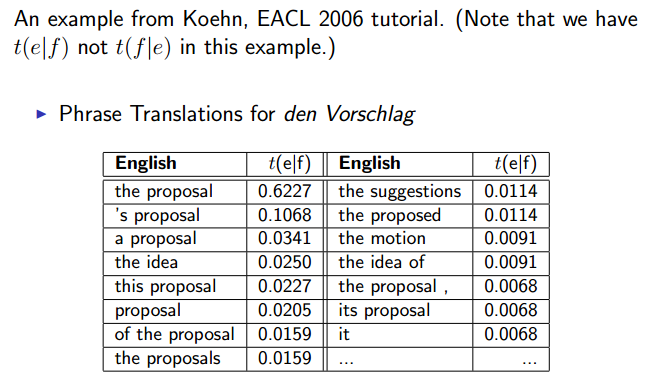 An example from Koehn, EACL 2006 tutorial. (Note that we have
t(e|f) not t(f|e) in this example.)
▶ Phrase Translations for den Vorschlag
English t(e|f) English t(e|f)
the proposal 0.6227 the suggestions 0.0114
's proposal 0.1068 the proposed 0.0114
a proposal 0.0341 the motion 0.0091
the idea 0.0250 the idea of 0.0091
this proposal 0.0227 the proposal , 0.0068
proposal 0.0205 its proposal 0.0068
of the proposal 0.0159 it 0.0068
the proposals 0.0159 ... ...